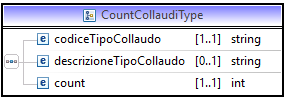 CountCollaudiType
e codiceTipoCollaudo [1..1] string
e descrizioneTipoCollaudo [0..1] string
e count [1..1] int